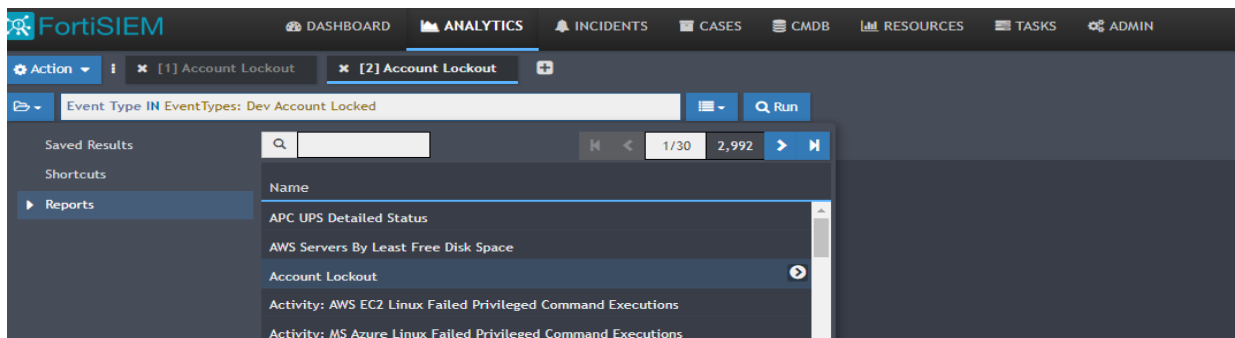 FortiSIEM DASHBOARD ANALYTICS INCIDENTS CASES CMDB RESOURCES TASKS ADMIN
Action [1] Account Lockout [2] Account Lockout
Event Type IN EventTypes: Dev Account Locked Run
Saved Results 1/30 2,992
Shortcuts
Name
Reports
APC UPS Detailed Status
AWS Servers By Least Free Disk Space
Account Lockout
Activity: AWS EC2 Linux Failed Privileged Command Executions
Activity: MS Azure Linux Failed Privileged Command Executions